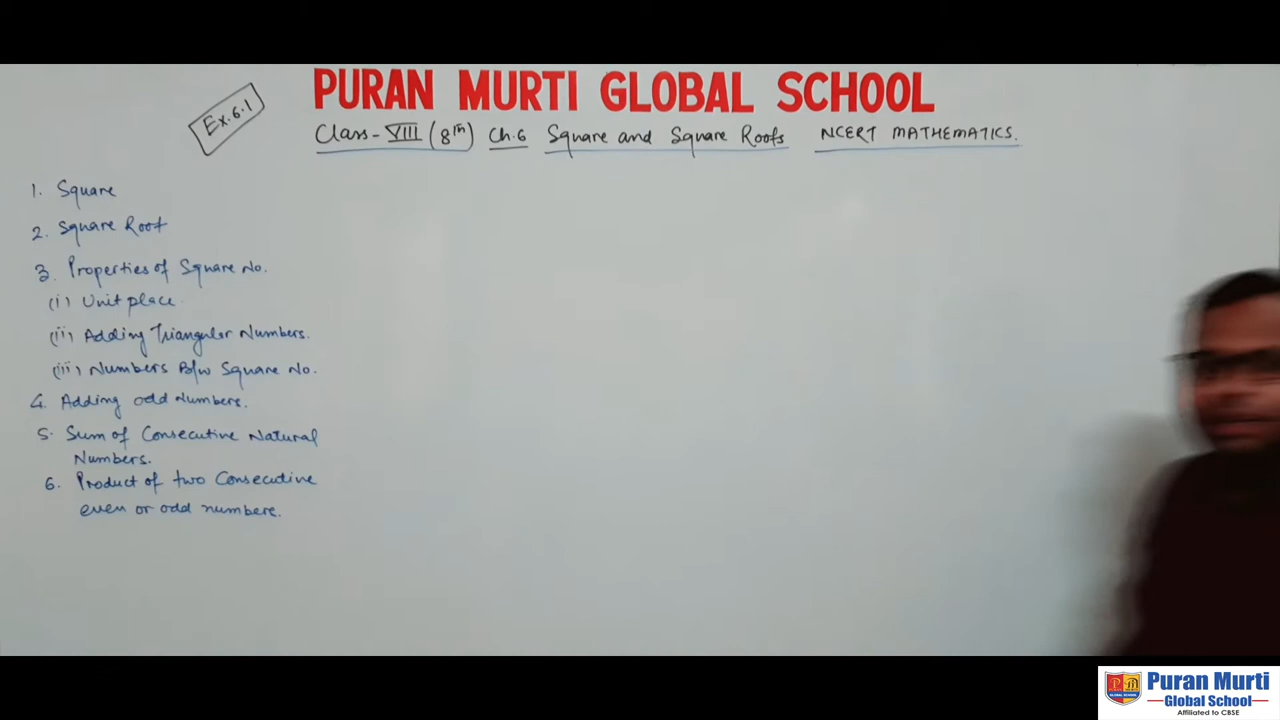 PURAN MURTI GLOBAL SCHOOL
Ex. 6.1
Class - VIII (8th) Ch.6 Square and Square Roots NCERT MATHEMATICS.
1. Square
2. Square Root
3. Properties of Square No.
(i) Unit place
(ii) Adding Triangular Numbers.
(iii) Numbers B/w Square No.
4. Adding odd Numbers.
5. Sum of Consecutive Natural
Numbers.
6. Product of two Consecutive
even or odd numbers.
Puran Murti
Global School
Affiliated to CBSE